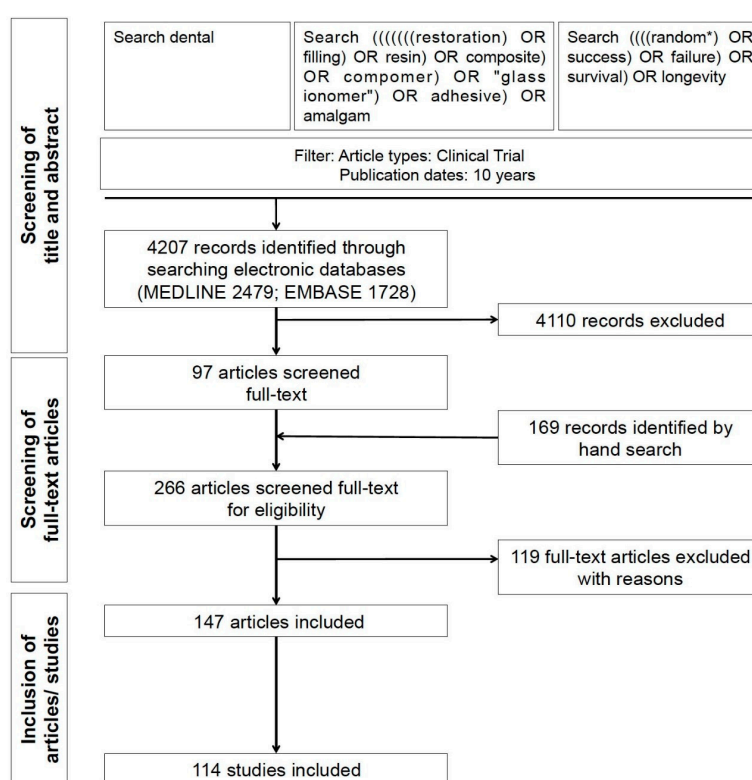 Screening of
title and abstract
Search dental
Search (((((((restoration) OR
filling) OR resin) OR composite)
OR compomer) OR "glass
ionomer") OR adhesive) OR
amalgam
Search ((((random*) OR
success) OR failure) OR
survival) OR longevity
Filter: Article types: Clinical Trial
Publication dates: 10 years
4207 records identified through
searching electronic databases
(MEDLINE 2479; EMBASE 1728)
4110 records excluded
Screening of
full-text articles
97 articles screened
full-text
169 records identified by
hand search
266 articles screened full-text
for eligibility
119 full-text articles excluded
with reasons
Inclusion of
articles/ studies
147 articles included
114 studies included